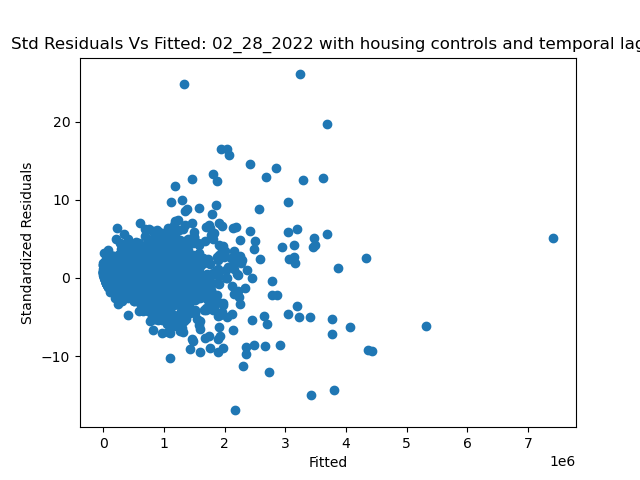 Std Residuals Vs Fitted: 02_28_2022 with housing controls and temporal lag
Standardized Residuals
20
10
0
−10
0 1 2 3 4 5 6 7
1e6
Fitted